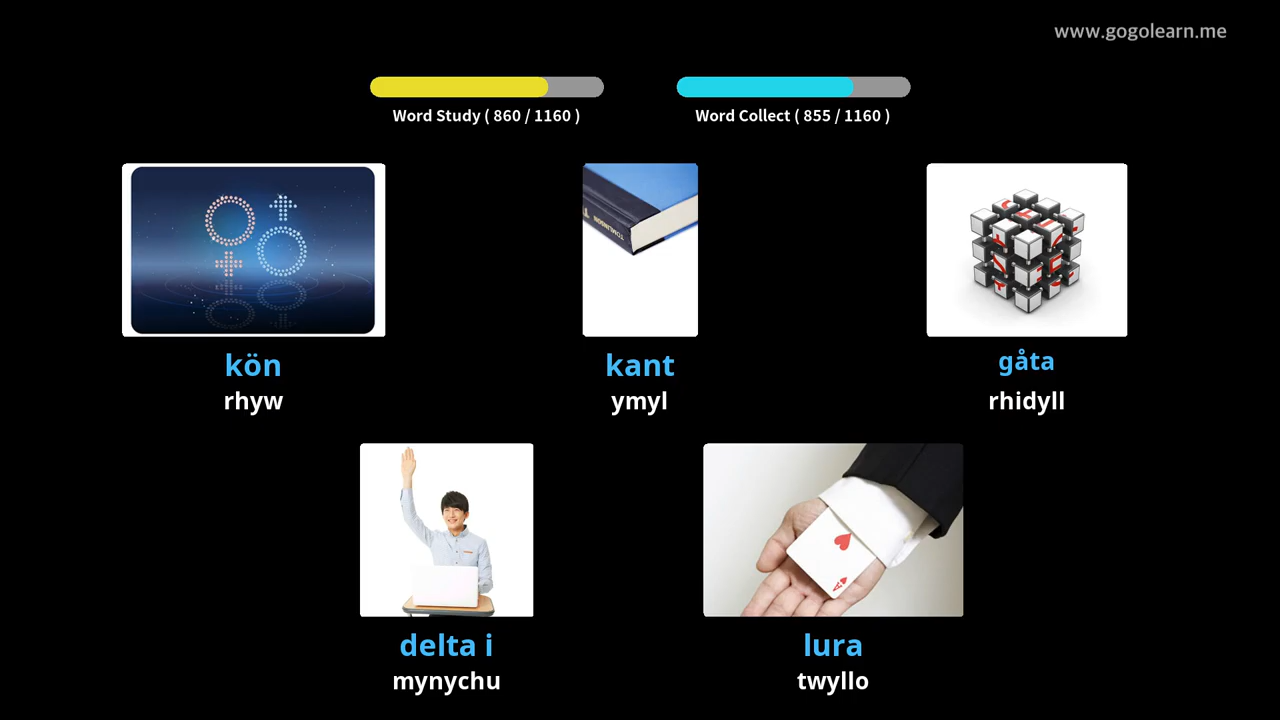 www.gogolearn.me
Word Study ( 860 / 1160 )
Word Collect ( 855 / 1160 )
TOMLINSON
kön
rhyw
kant
ymyl
gåta
rhidyll
A
delta i
mynychu
lura
twyllo